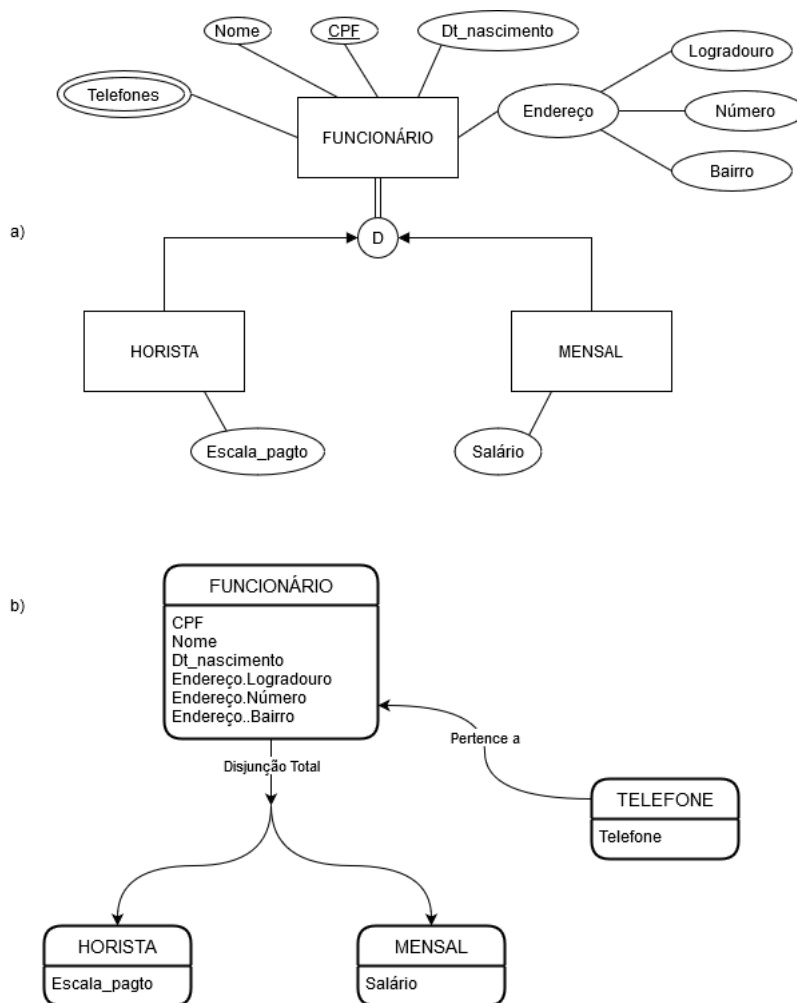 Nome
CPF
Dt_nascimento
Logradouro
Telefones
Endereço
Número
FUNCIONÁRIO
Bairro
a)
D
HORISTA
MENSAL
Escala_pagto
Salário
b)
FUNCIONÁRIO
CPF
Nome
Dt_nascimento
Endereço.Logradouro
Endereço.Número
Endereço..Bairro
Pertence a
Disjunção Total
TELEFONE
Telefone
HORISTA
Escala_pagto
MENSAL
Salário